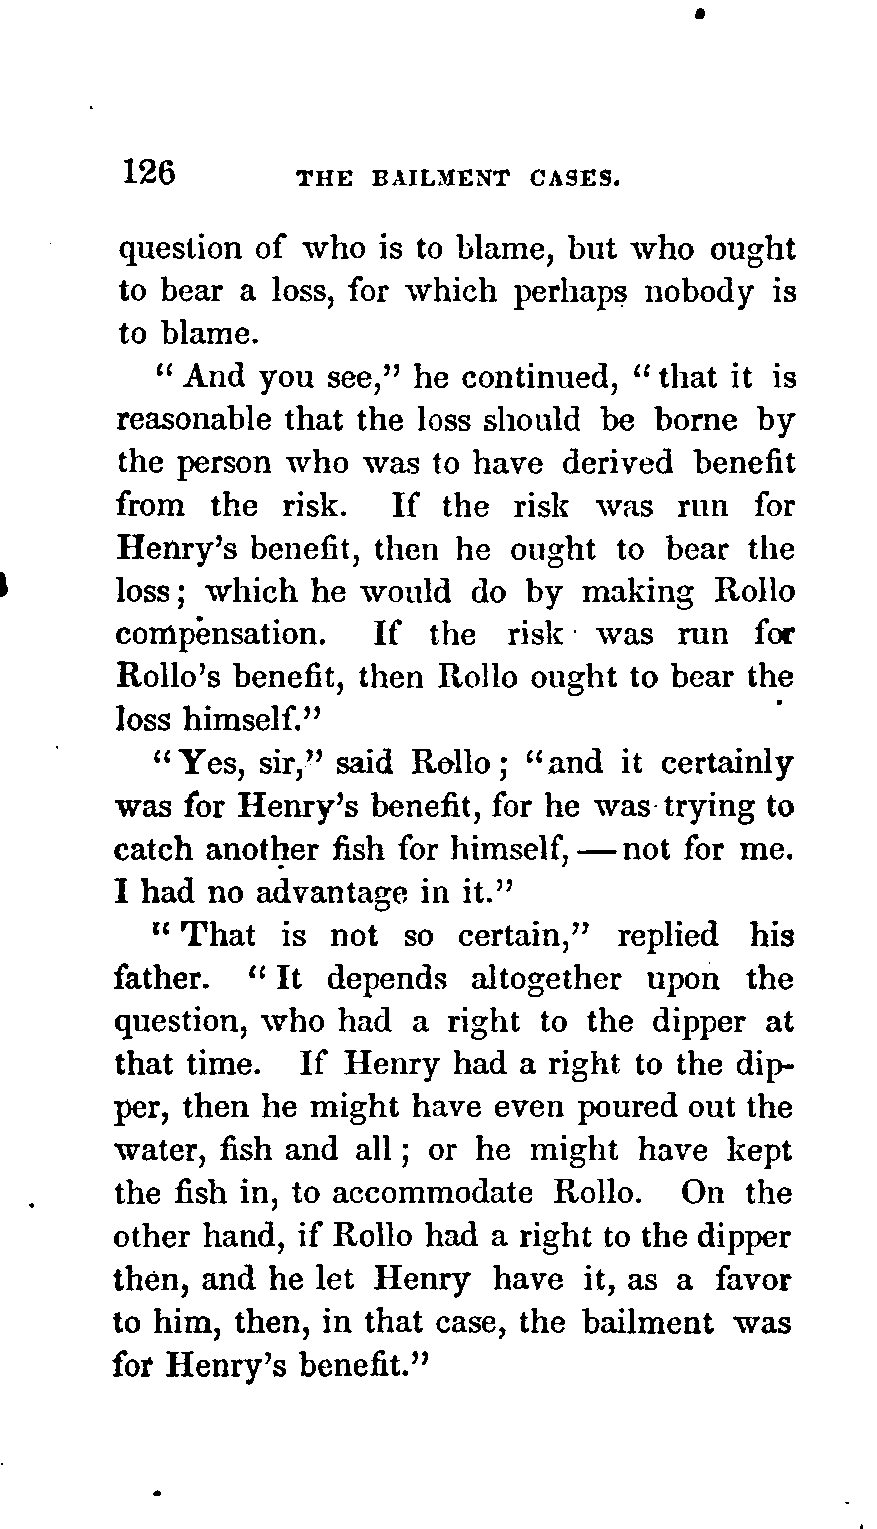 126 THE BAILMENT CASES.
question of who is to blame, but who ought
to bear a loss, for which perhaps nobody is
to blame.
“ And you see,” he continued, “ that it is
reasonable that the loss should be borne by
the person who was to have derived benefit
from the risk. If the risk was run for
Henry’s benefit, then he ought to bear the
loss ; which he would do by making Rollo
compensation. If the risk was run for
Rollo’s benefit, then Rollo ought to bear the
loss himself.”
“ Yes, sir,” said Rollo ; “and it certainly
was for Henry’s benefit, for he was trying to
catch another fish for himself, — not for me.
I had no advantage in it.”
“ That is not so certain,” replied his
father. “ It depends altogether upon the
question, who had a right to the dipper at
that time. If Henry had a right to the dip-
per, then he might have even poured out the
water, fish and all ; or he might have kept
the fish in, to accommodate Rollo. On the
other hand, if Rollo had a right to the dipper
then, and he let Henry have it, as a favor
to him, then, in that case, the bailment was
for Henry’s benefit.”